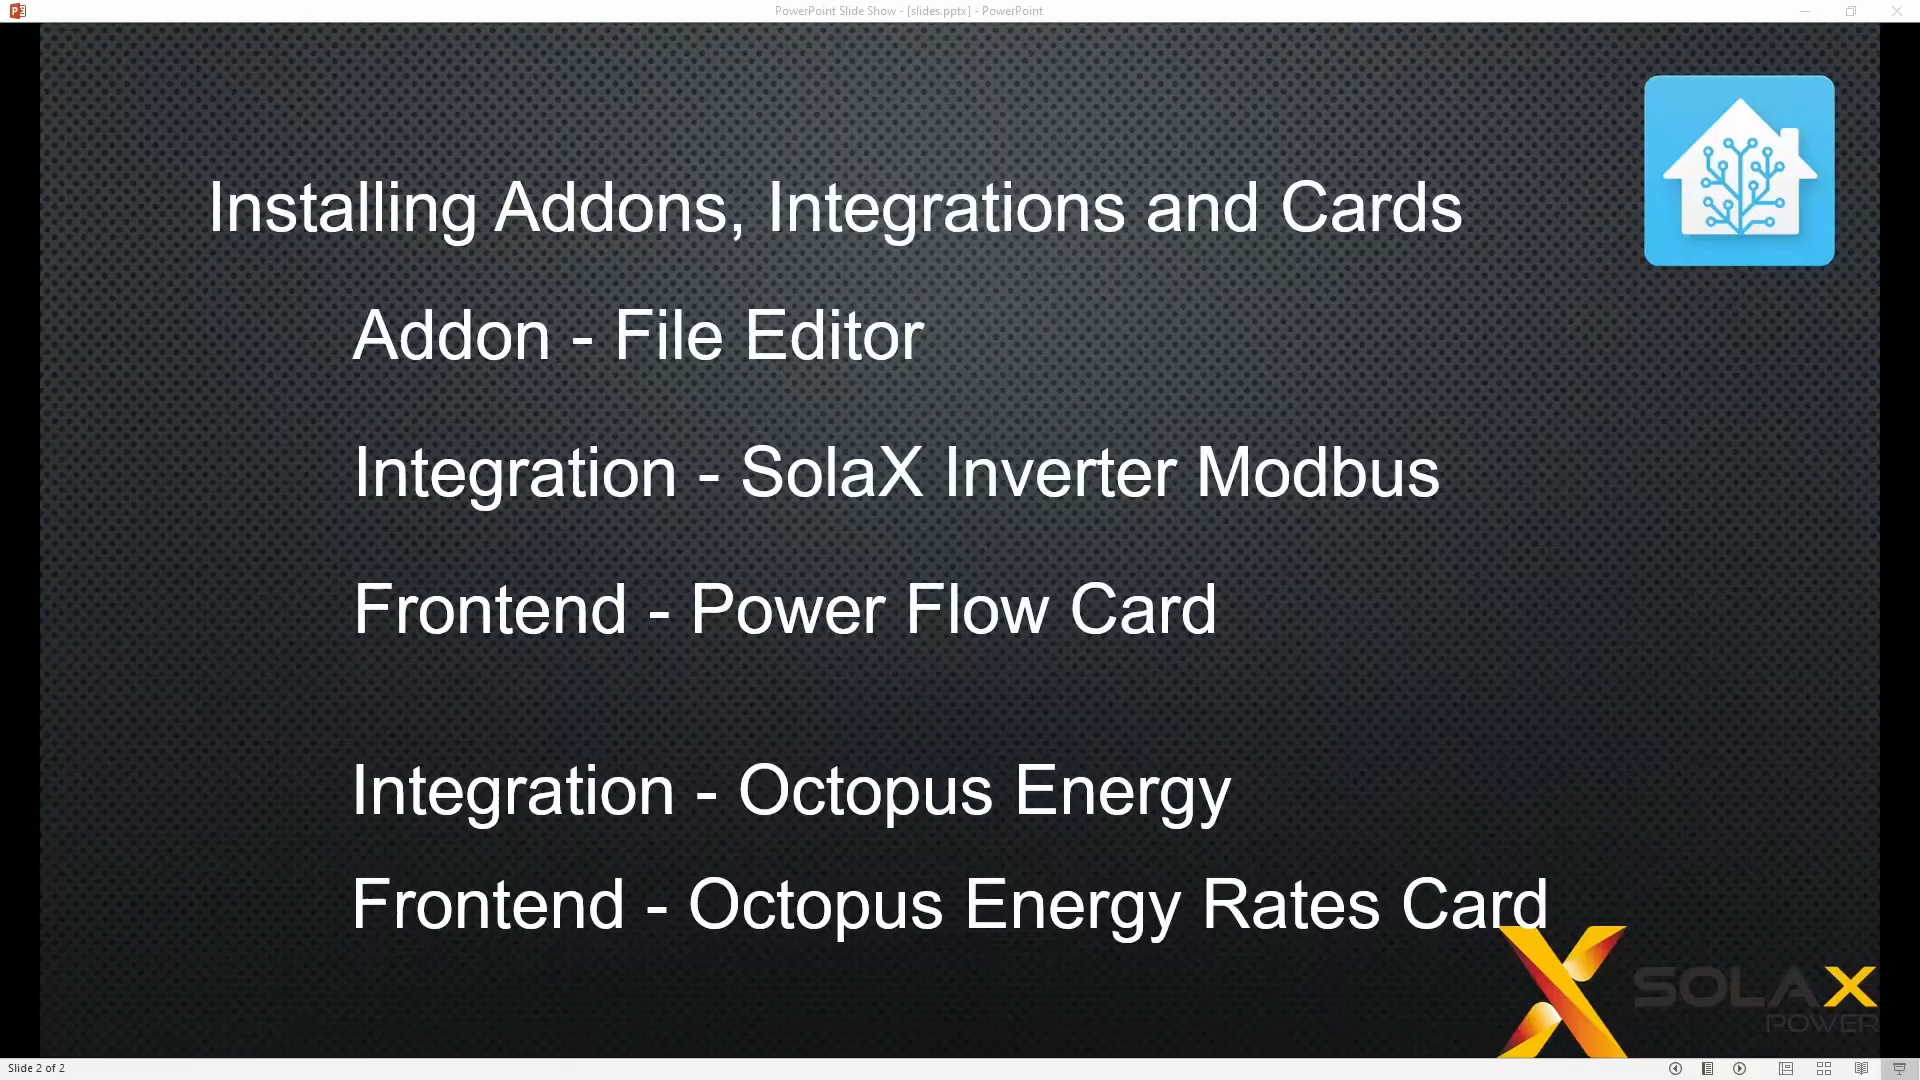 PowerPoint Slide Show - [slides.pptx] - PowerPoint
Installing Addons, Integrations and Cards
Addon - File Editor
Integration - SolaX Inverter Modbus
Frontend - Power Flow Card
Integration - Octopus Energy
Frontend - Octopus Energy Rates Card
SOLAX
POWER
Slide 2 of 2